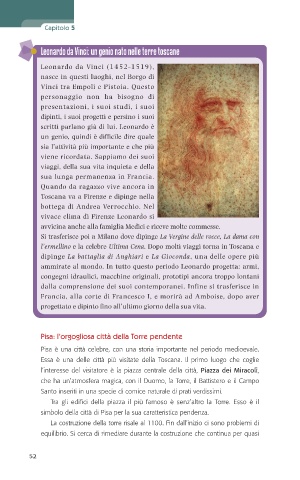 Capitolo 5
Leonardo da Vinci: un genio nato nelle terre toscane
Leonardo da Vinci (1452-1519),
nasce in questi luoghi, nel Borgo di
Vinci tra Empoli e Pistoia. Questo
personaggio non ha bisogno di
presentazioni, i suoi studi, i suoi
dipinti, i suoi progetti e persino i suoi
scritti parlano già di lui. Leonardo è
un genio, quindi è difficile dire quale
sia l'attività più importante e che più
viene ricordata. Sappiamo dei suoi
viaggi, della sua vita inquieta e della
sua lunga permanenza in Francia.
Quando da ragazzo vive ancora in
Toscana va a Firenze e dipinge nella
bottega di Andrea Verrocchio. Nel
vivace clima di Firenze Leonardo si
avvicina anche alla famiglia Medici e riceve molte commesse.
Si trasferisce poi a Milano dove dipinge La Vergine delle rocce, La dama con
l'ermellino e la celebre Ultima Cena. Dopo molti viaggi torna in Toscana e
dipinge La battaglia di Anghiari e La Gioconda, una delle opere più
ammirate al mondo. In tutto questo periodo Leonardo progetta: armi,
congegni idraulici, macchine originali, prototipi ancora troppo lontani
dalla comprensione dei suoi contemporanei. Infine si trasferisce in
Francia, alla corte di Francesco I, e morirà ad Amboise, dopo aver
progettato e dipinto fino all'ultimo giorno della sua vita.
Pisa: l'orgogliosa città della Torre pendente
Pisa è una città celebre, con una storia importante nel periodo medioevale.
Essa è una delle città più visitate della Toscana. Il primo luogo che coglie
l'interesse del visitatore è la piazza centrale della città, Piazza dei Miracoli,
che ha un'atmosfera magica, con il Duomo, la Torre, il Battistero e il Campo
Santo inseriti in una specie di cornice naturale di prati verdissimi.
Tra gli edifici della piazza il più famoso è senz'altro la Torre. Esso è il
simbolo della città di Pisa per la sua caratteristica pendenza.
La costruzione della torre risale al 1100. Fin dall'inizio ci sono problemi di
equilibrio. Si cerca di rimediare durante la costruzione che continua per quasi
52